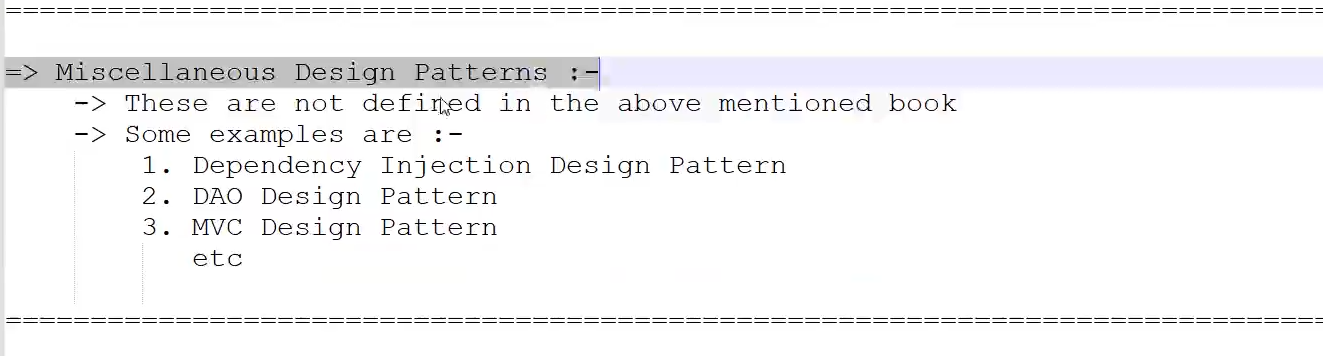 => Miscellaneous Design Patterns :-
-> These are not defined in the above mentioned book
-> Some examples are :-
1. Dependency Injection Design Pattern
2. DAO Design Pattern
3. MVC Design Pattern
etc